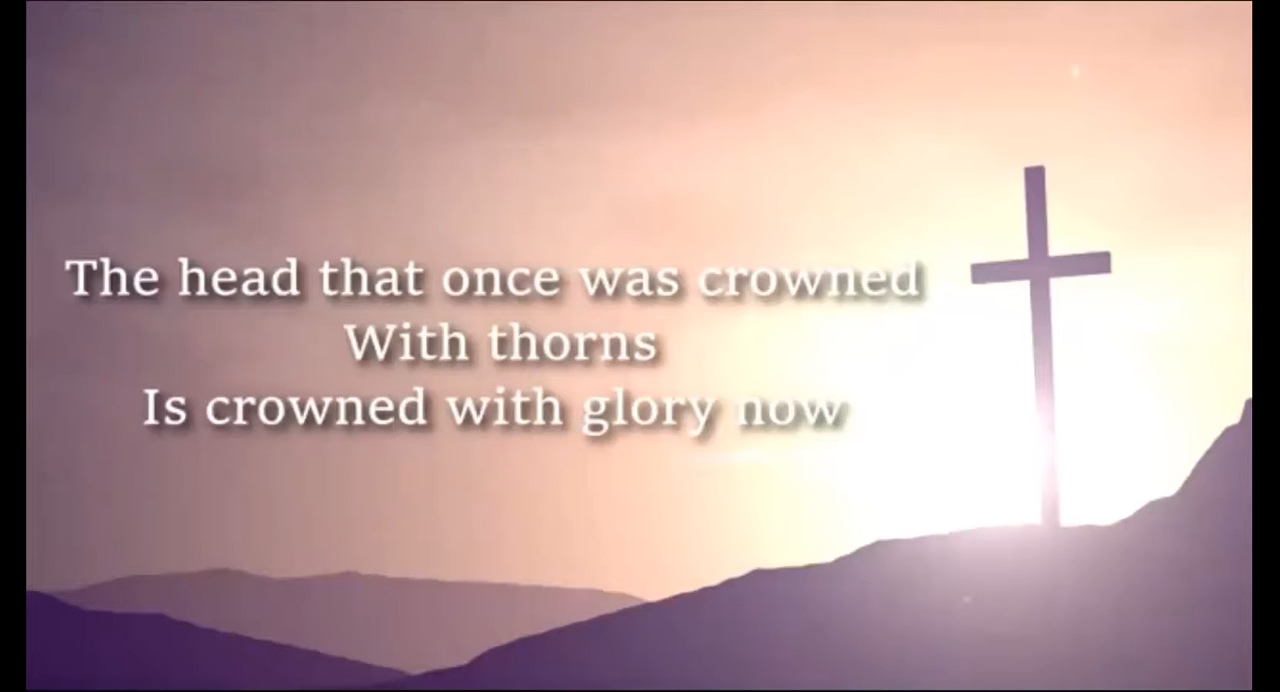 The head that once was crowned
With thorns
Is crowned with glory now